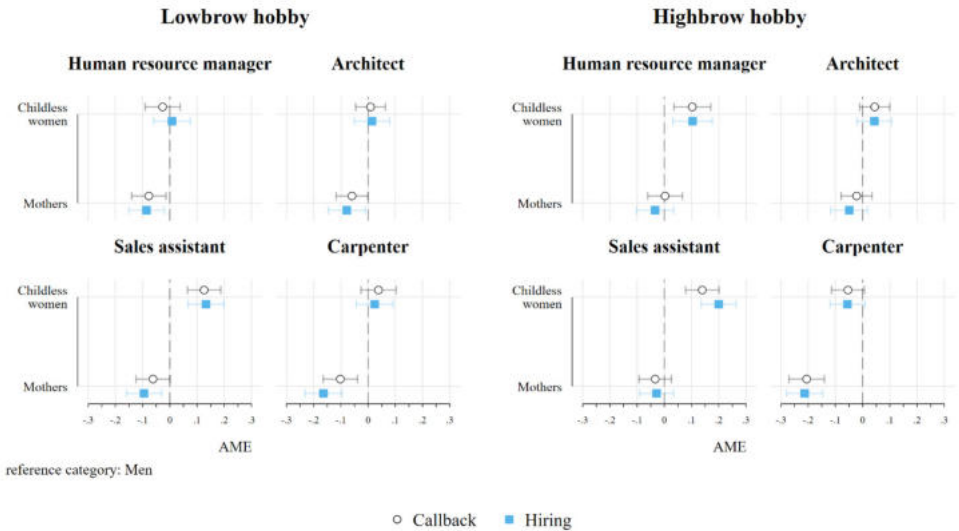 Lowbrow hobby
Highbrow hobby
Human resource manager
Architect
Human resource manager
Architect
Childless
women
Mothers
Childless
women
Mothers
Sales assistant
Carpenter
Sales assistant
Carpenter
Childless
women
Mothers
Childless
women
Mothers
-.3 -.2 -.1 0 .1 .2 .3
-.3 -.2 -.1 0 .1 .2 .3
-.3 -.2 -.1 0 .1 .2 .3
-.3 -.2 -.1 0 .1 .2 .3
AME
AME
reference category: Men
Callback
Hiring